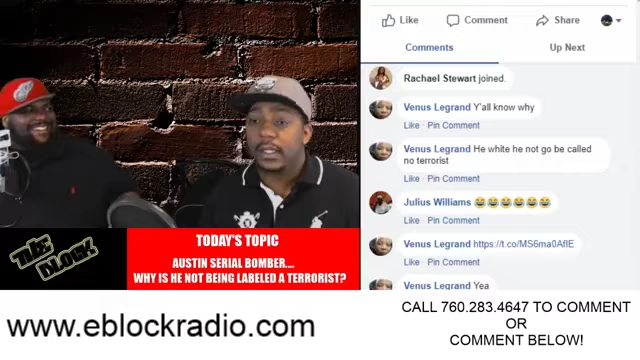 Like Comment Share
Comments Up Next
Rachael Stewart joined.
Venus Legrand Y'all know why
Like · Pin Comment
Venus Legrand He white he not go be called
no terrorist
Like · Pin Comment
Julius Williams 😂😂😂😂😂😂
Like · Pin Comment
Venus Legrand https://t.co/MS6ma0AflE
Like · Pin Comment
Venus Legrand Yea
THE
BLOCK
TODAY'S TOPIC
AUSTIN SERIAL BOMBER....
WHY IS HE NOT BEING LABELED A TERRORIST?
www.eblockradio.com
CALL 760.283.4647 TO COMMENT
OR
COMMENT BELOW!